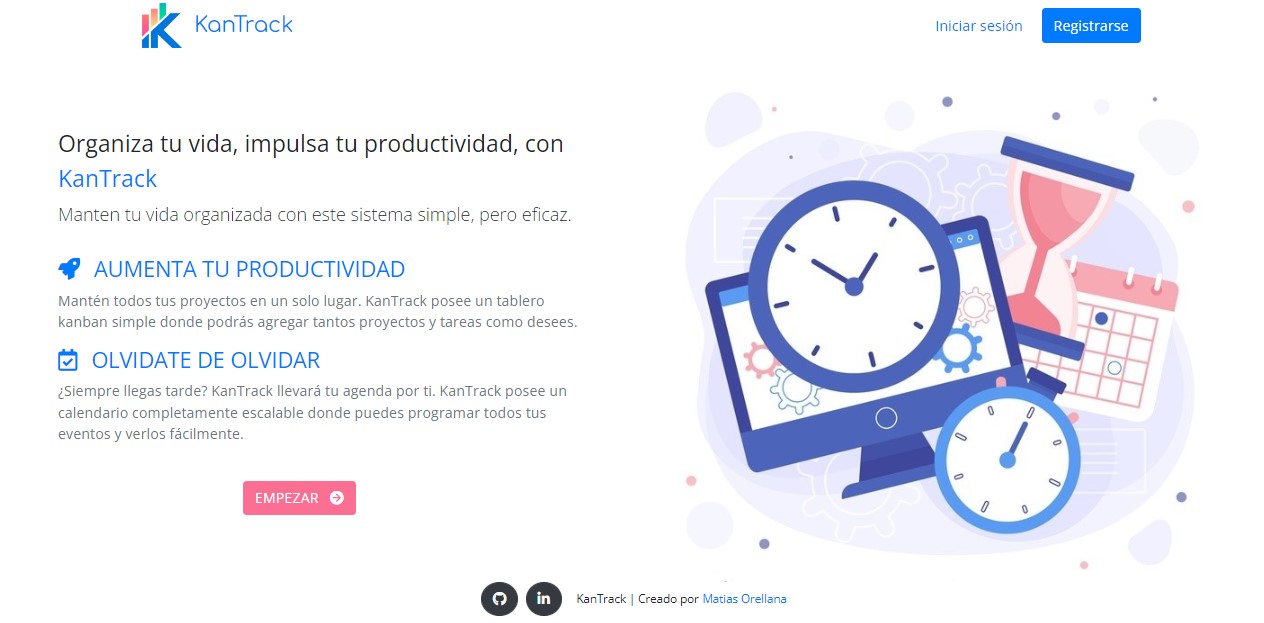 KanTrack
Iniciar sesión
Registrarse
Organiza tu vida, impulsa tu productividad, con
KanTrack
Manten tu vida organizada con este sistema simple, pero eficaz.
AUMENTA TU PRODUCTIVIDAD
Mantén todos tus proyectos en un solo lugar. KanTrack posee un tablero
kanban simple donde podrás agregar tantos proyectos y tareas como desees.
OLVIDATE DE OLVIDAR
¿Siempre llegas tarde? KanTrack llevará tu agenda por ti. KanTrack posee un
calendario completamente escalable donde puedes programar todos tus
eventos y verlos fácilmente.
EMPEZAR
in
KanTrack | Creado por Matias Orellana